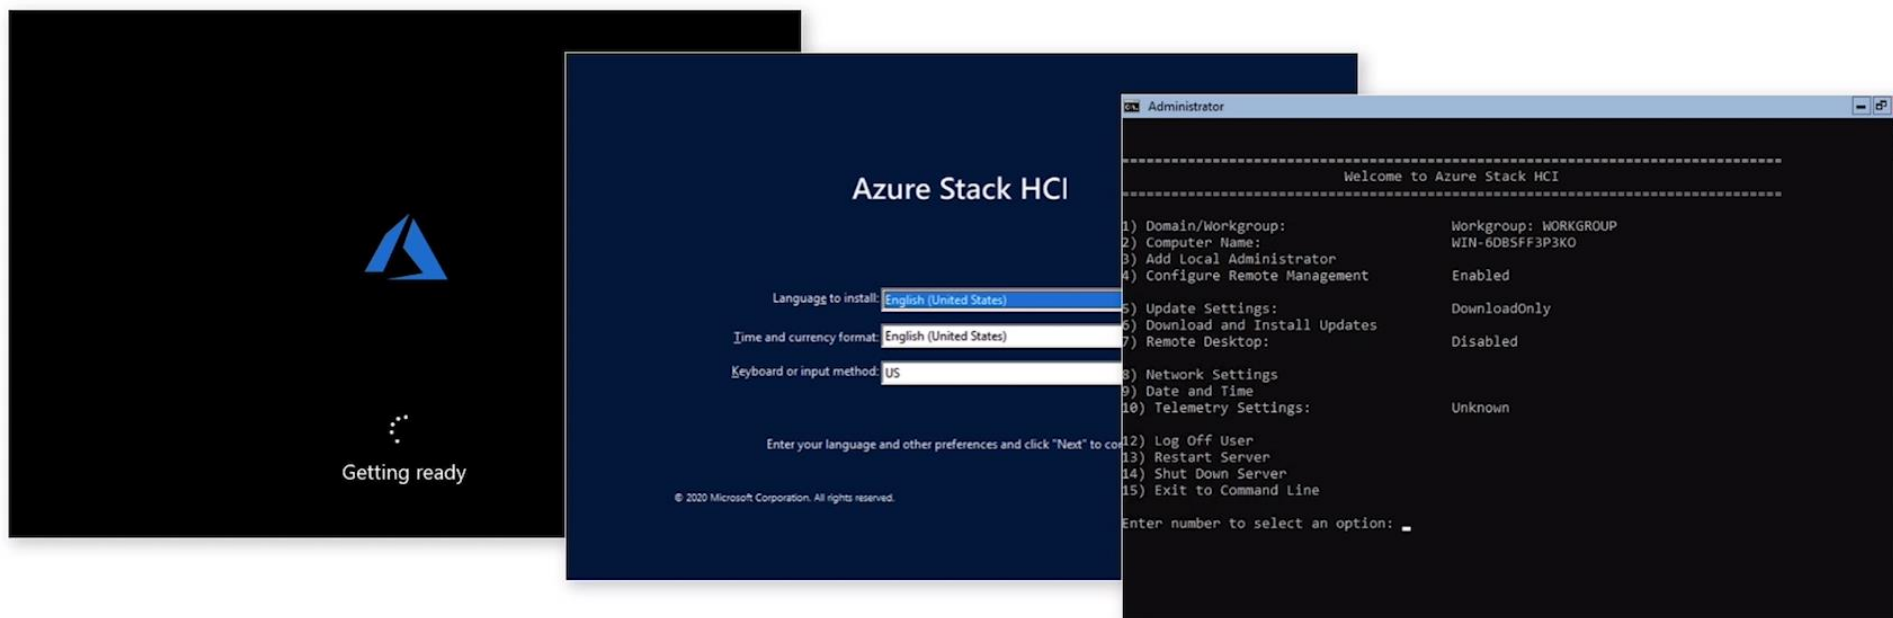 Getting ready
Azure Stack HCI
Language to install: English (United States)
Time and currency format: English (United States)
Keyboard or input method: US
Enter your language and other preferences and click "Next" to
© 2020 Microsoft Corporation. All rights reserved.
Administrator
Welcome to Azure Stack HCI
1) Domain/Workgroup: Workgroup: WORKGROUP
2) Computer Name: WIN-6DBSFF3P3KO
3) Add Local Administrator
4) Configure Remote Management Enabled
5) Update Settings: DownloadOnly
6) Download and Install Updates
7) Remote Desktop: Disabled
8) Network Settings
9) Date and Time
10) Telemetry Settings: Unknown
12) Log Off User
13) Restart Server
14) Shut Down Server
15) Exit to Command Line
Enter number to select an option: